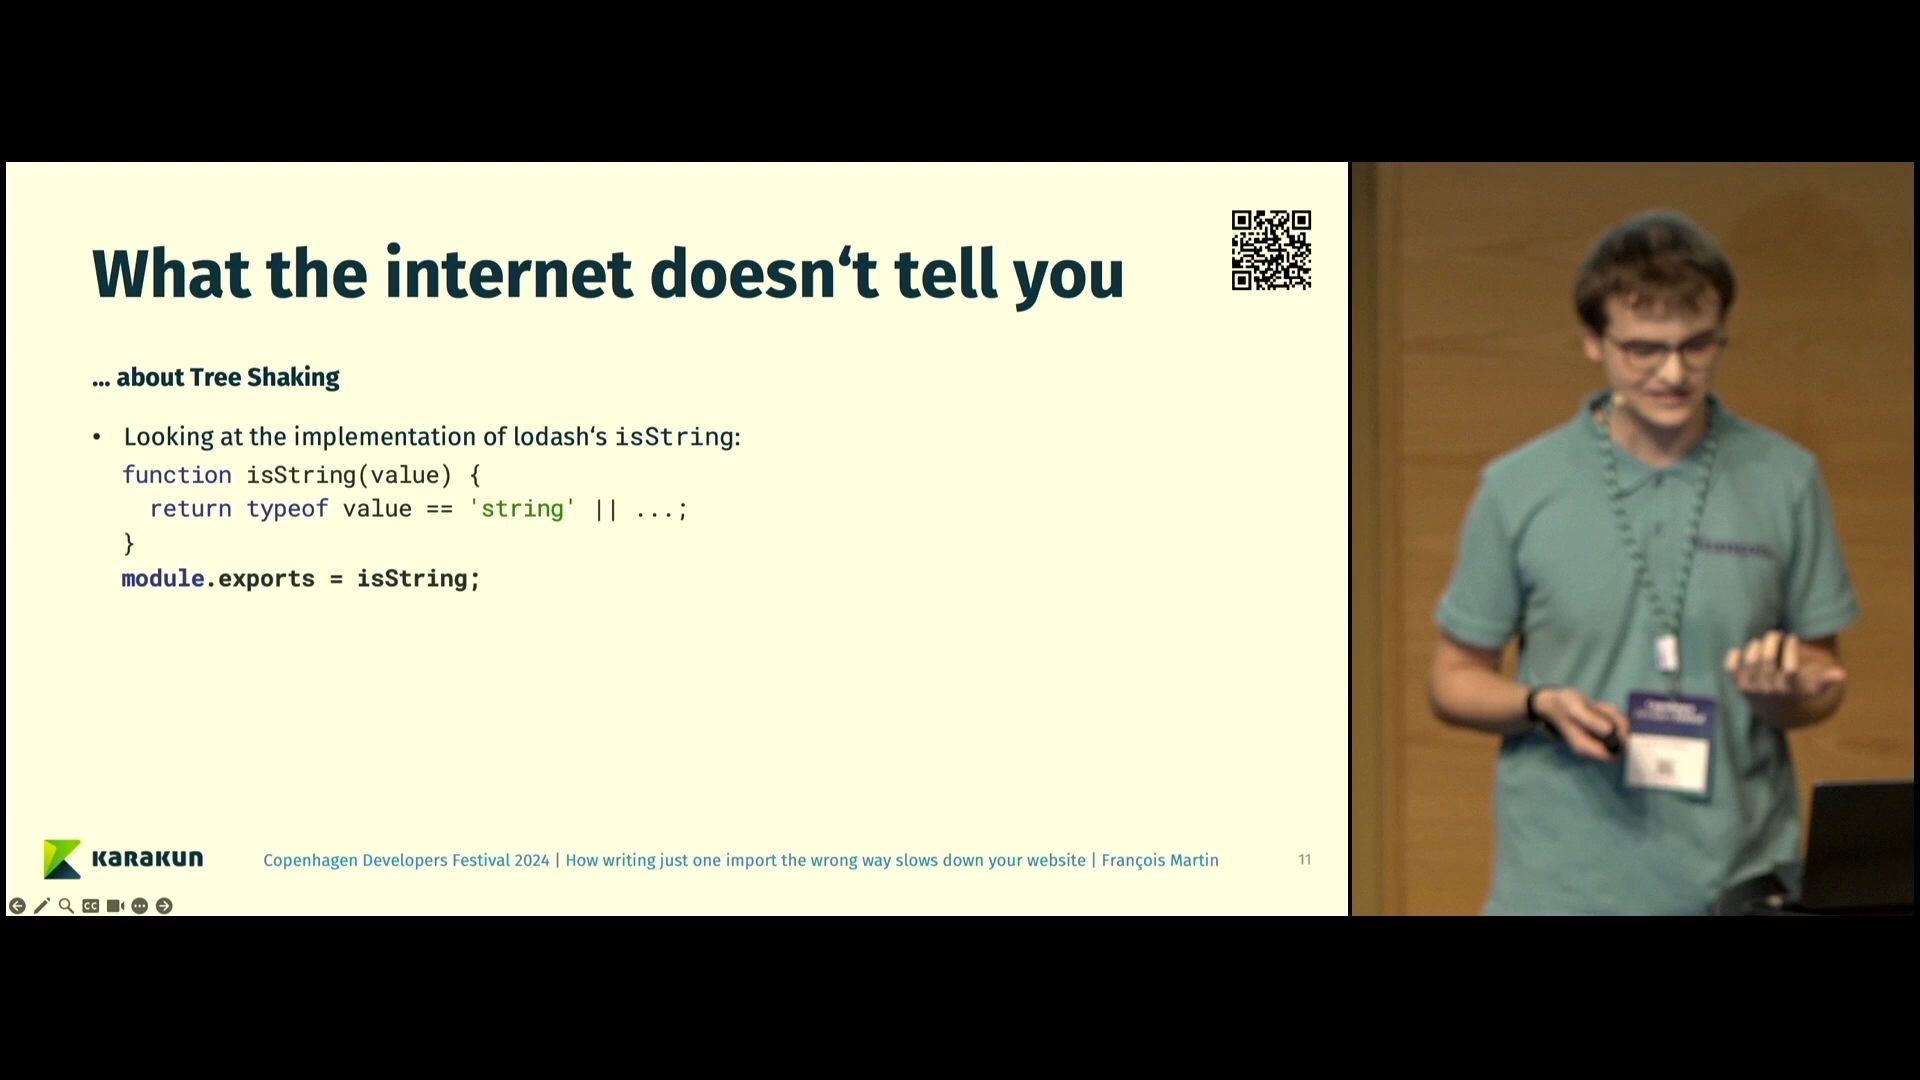 What the internet doesn‘t tell you
... about Tree Shaking
• Looking at the implementation of lodash‘s isString:
function isString(value) {
return typeof value == 'string' || ...;
}
module.exports = isString;
KARAKUN
Copenhagen Developers Festival 2024 | How writing just one import the wrong way slows down your website | François Martin
11
CC